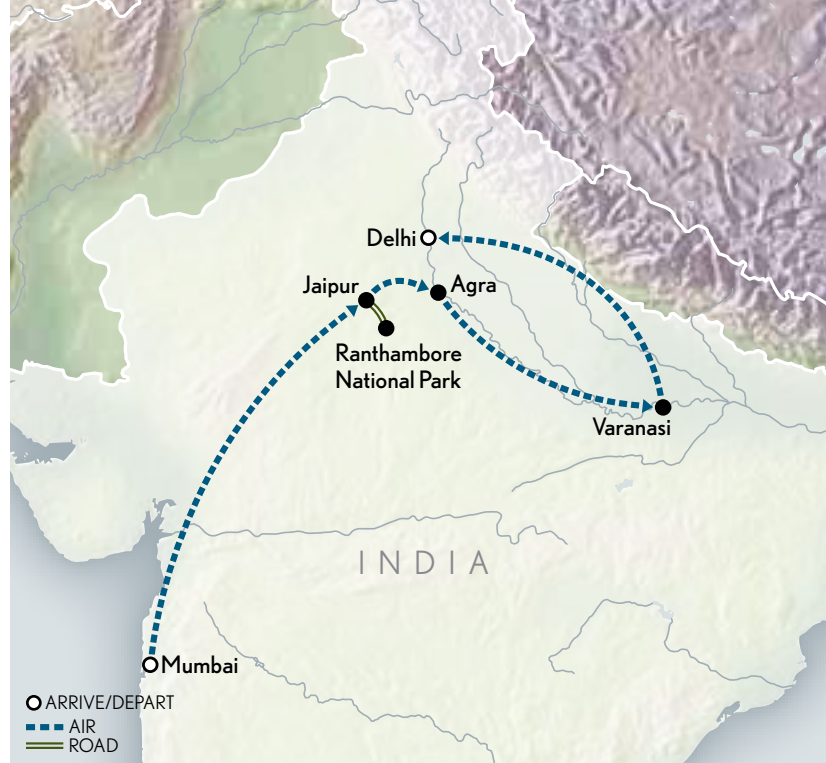 Delhi
Jaipur
Agra
Ranthambore
National Park
Varanasi
INDIA
Mumbai
ARRIVE/DEPART
AIR
ROAD